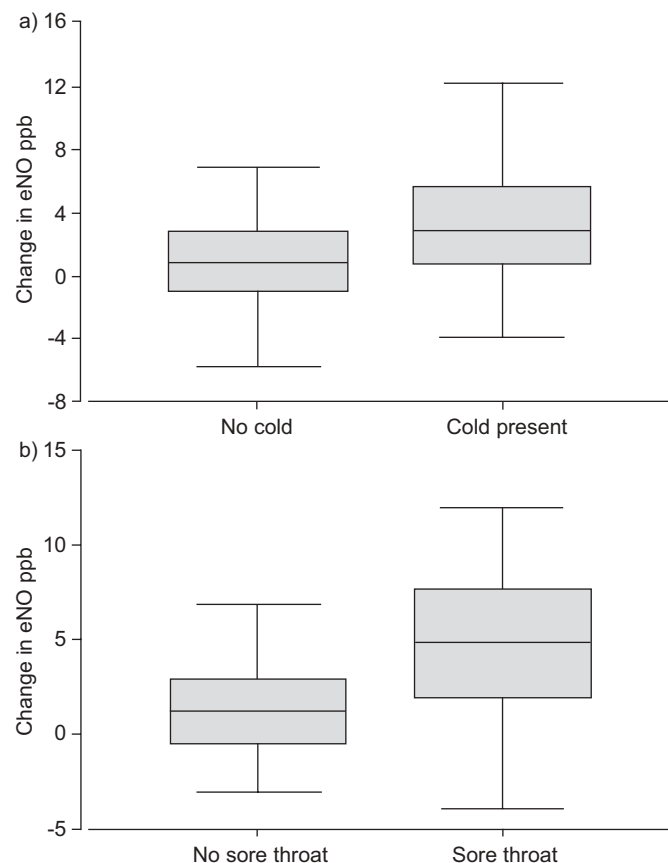 a) 16
12
8
4
0
-4
-8
Change in eNO ppb
No cold Cold present
b) 15
10
5
0
-5
Change in eNO ppb
No sore throat Sore throat